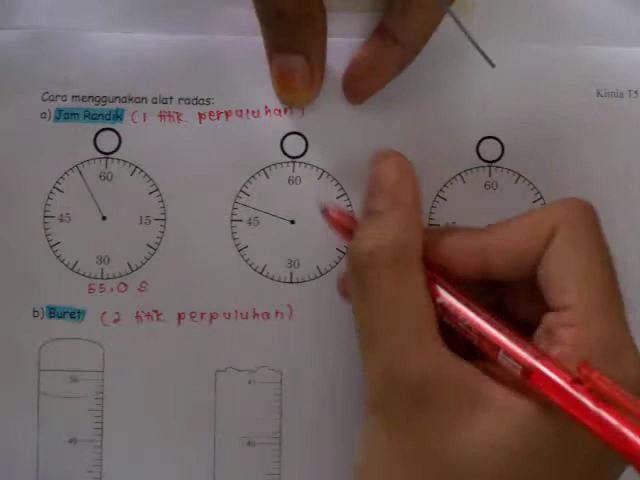 Cara menggunakan alat radas:
Kimia T5
a) Jam Randik (1 titik perpuluhan)
60 60 60
45 15 45
30 30
55.0 s
b) Buret (2 titik perpuluhan)